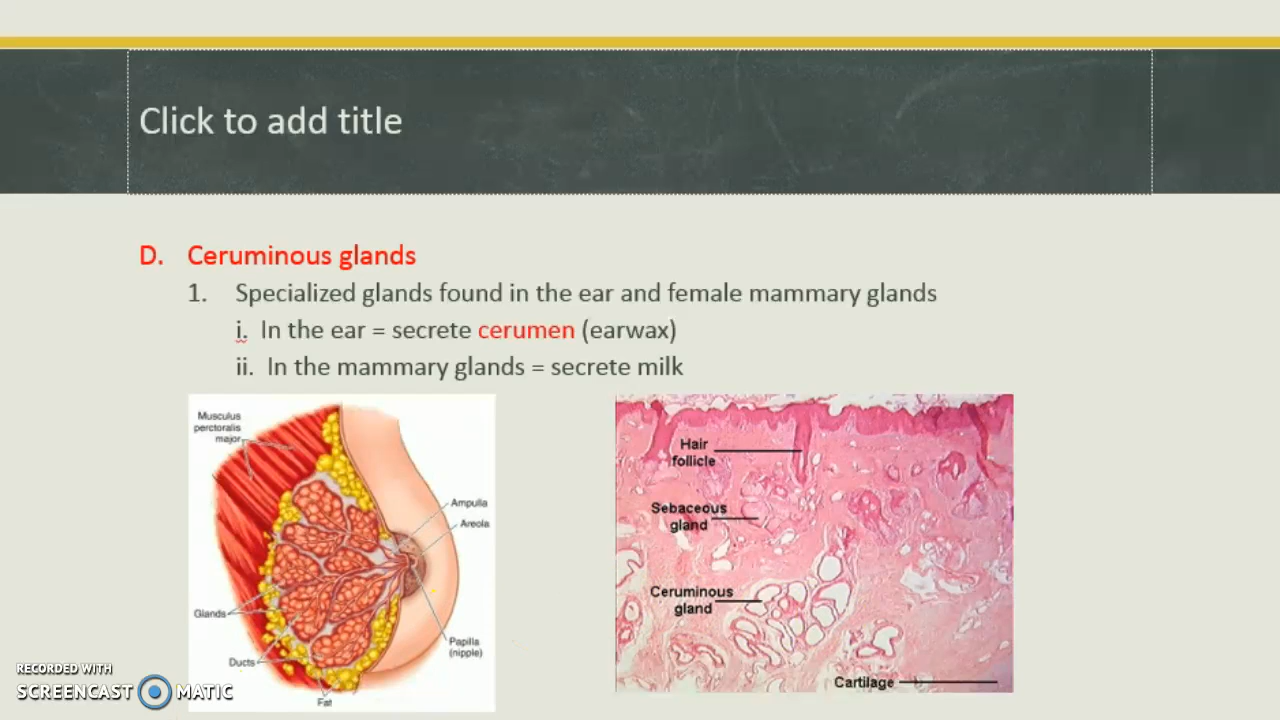 Click to add title
D. Ceruminous glands
1. Specialized glands found in the ear and female mammary glands
i. In the ear = secrete cerumen (earwax)
ii. In the mammary glands = secrete milk
Musculus
perctoralis
major
Ampulla
Areola
Glands
Papilla
(nipple)
Ducts
Fat
Hair
follicle
Sebaceous
gland
Ceruminous
gland
Cartilage
RECORDED WITH
SCREENCAST MATIC